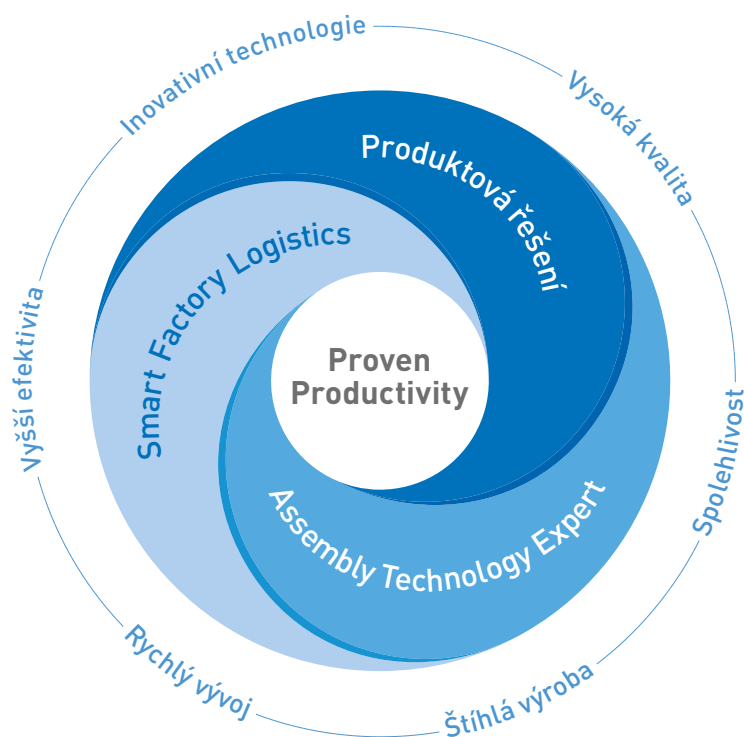 Inovativní technologie
Vysoká kvalita
Spolehlivost
Štíhlá výroba
Rychlý vývoj
Vyšší efektivita
Produktová řešení
Assembly Technology Expert
Smart Factory Logistics
Proven
Productivity